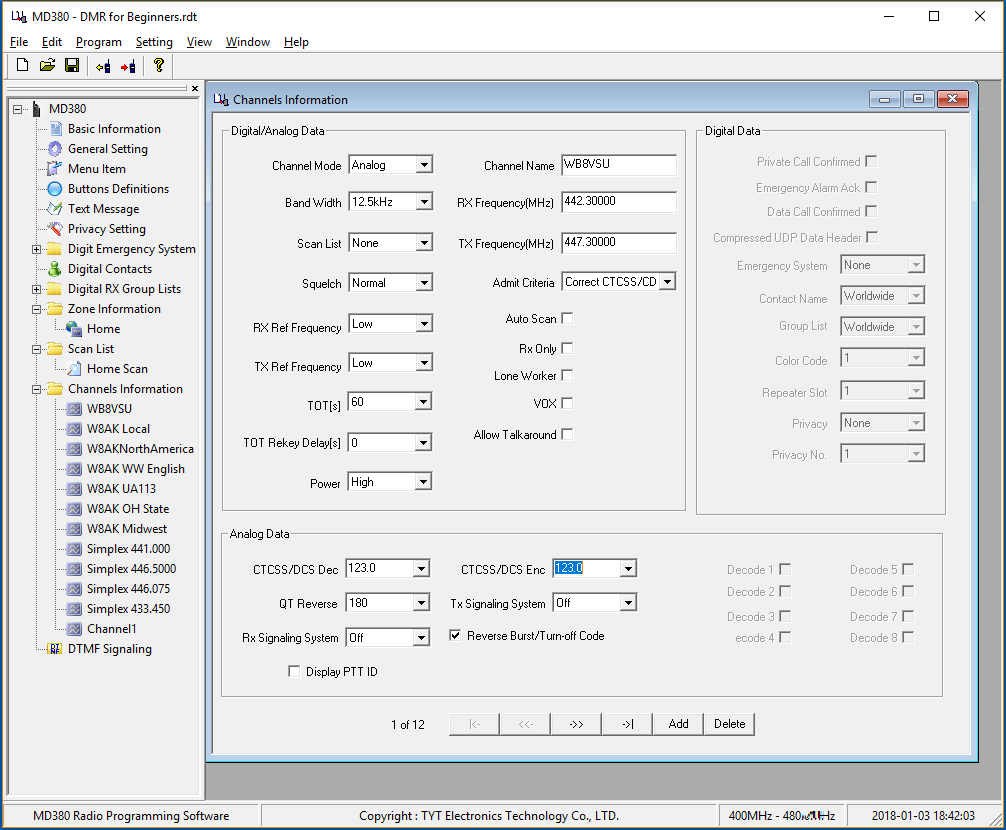 MD380 - DMR for Beginners.rdt
File Edit Program Setting View Window Help
MD380
Basic Information
General Setting
Menu Item
Buttons Definitions
Text Message
Privacy Setting
Digit Emergency System
Digital Contacts
Digital RX Group Lists
Zone Information
Home
Scan List
Home Scan
Channels Information
WB8VSU
W8AK Local
W8AKNorthAmerica
W8AK WW English
W8AK UA113
W8AK OH State
W8AK Midwest
Simplex 441.000
Simplex 446.5000
Simplex 446.075
Simplex 433.450
Channel1
DTMF Signaling
Channels Information
Digital/Analog Data
Channel Mode Analog
Band Width 12.5kHz
Scan List None
Squelch Normal
RX Ref Frequency Low
TX Ref Frequency Low
TOT[s] 60
TOT Rekey Delay[s] 0
Power High
Channel Name WB8VSU
RX Frequency(MHz) 442.30000
TX Frequency(MHz) 447.30000
Admit Criteria Correct CTCSS/CD
Auto Scan
Rx Only
Lone Worker
VOX
Allow Talkaround
Digital Data
Private Call Confirmed
Emergency Alarm Ack
Data Call Confirmed
Compressed UDP Data Header
Emergency System None
Contact Name Worldwide
Group List Worldwide
Color Code 1
Repeater Slot 1
Privacy None
Privacy No. 1
Analog Data
CTCSS/DCS Dec 123.0
QT Reverse 180
Rx Signaling System Off
Display PTT ID
CTCSS/DCS Enc 123.0
Tx Signaling System Off
Reverse Burst/Turn-off Code
Decode 1 Decode 5
Decode 2 Decode 6
Decode 3 Decode 7
ecode 4 Decode 8
1 of 12 |<- <<- ->> ->| Add Delete
MD380 Radio Programming Software
Copyright : TYT Electronics Technology Co., LTD.
400MHz - 480
2018-01-03 18:42:03